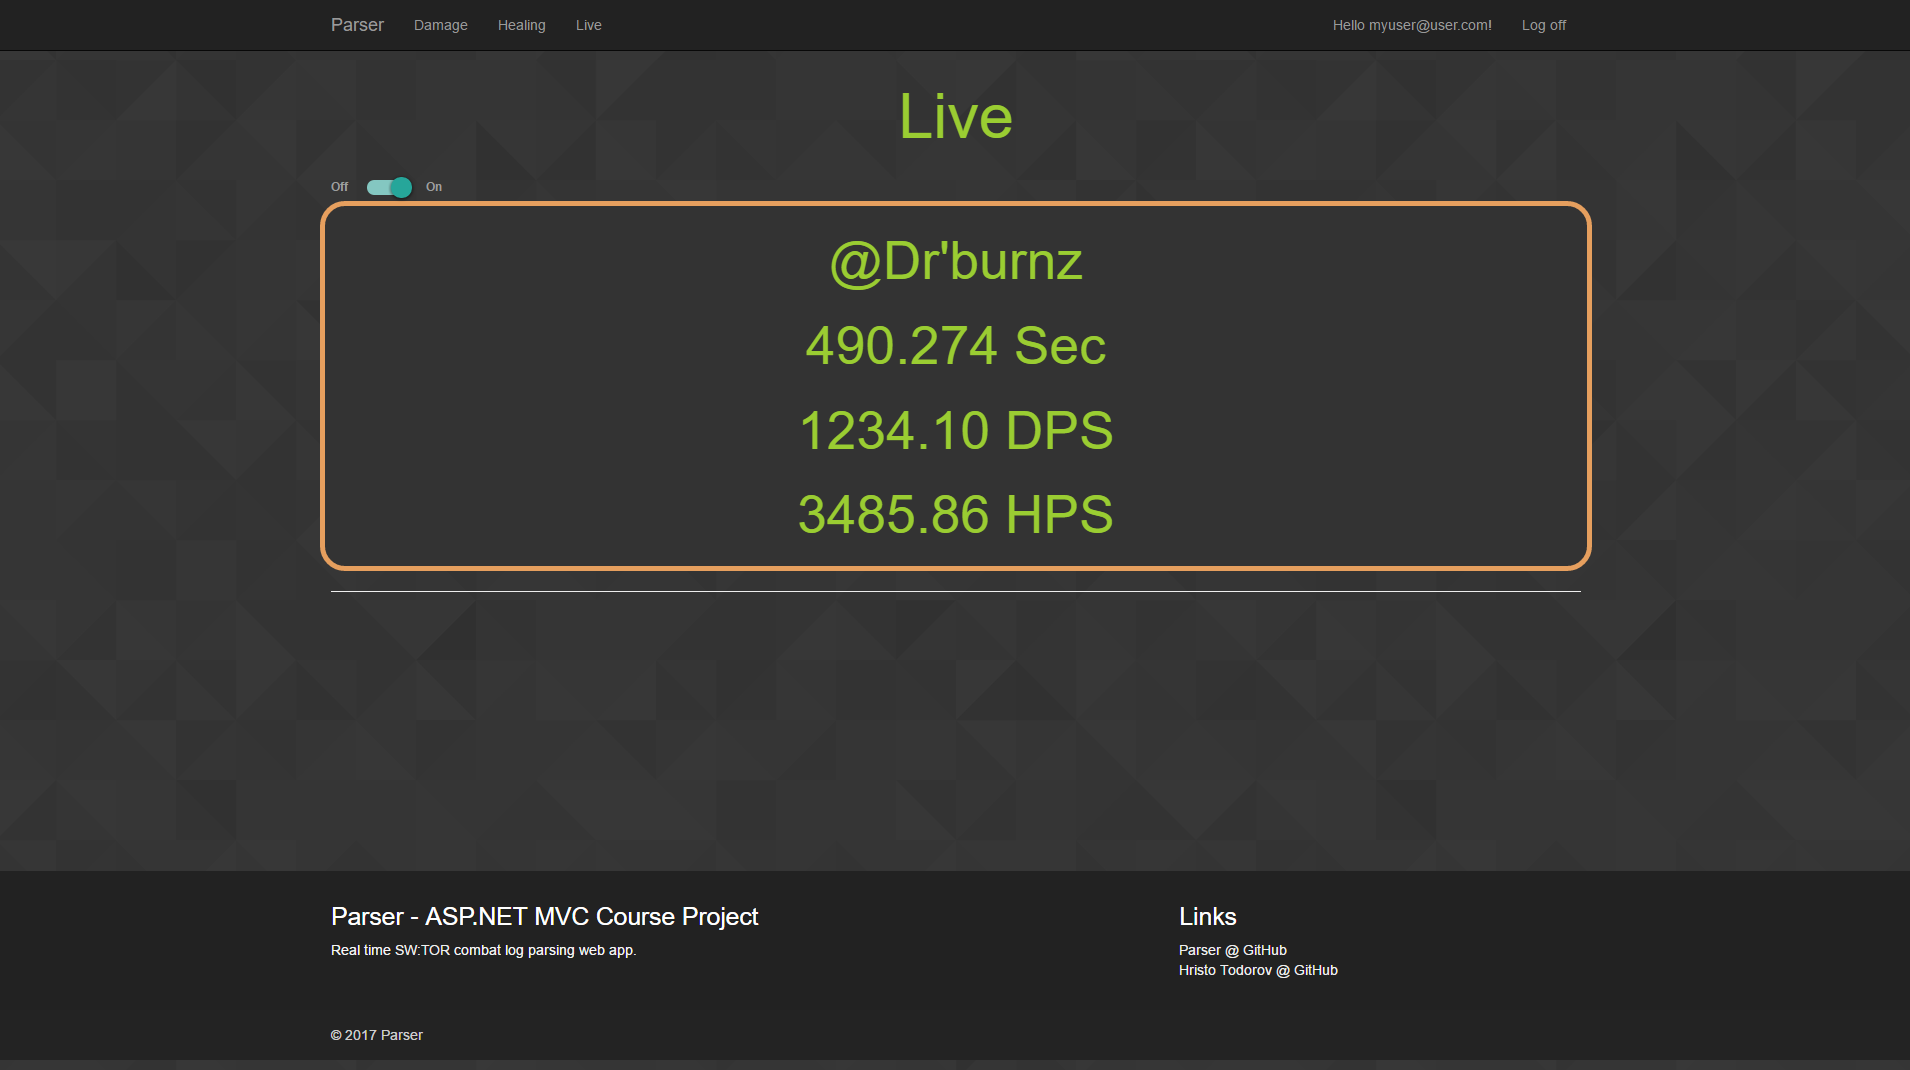 Parser Damage Healing Live Hello myuser@user.com! Log off
Live
Off On
@Dr'burnz
490.274 Sec
1234.10 DPS
3485.86 HPS
Parser - ASP.NET MVC Course Project
Real time SW:TOR combat log parsing web app.
Links
Parser @ GitHub
Hristo Todorov @ GitHub
© 2017 Parser